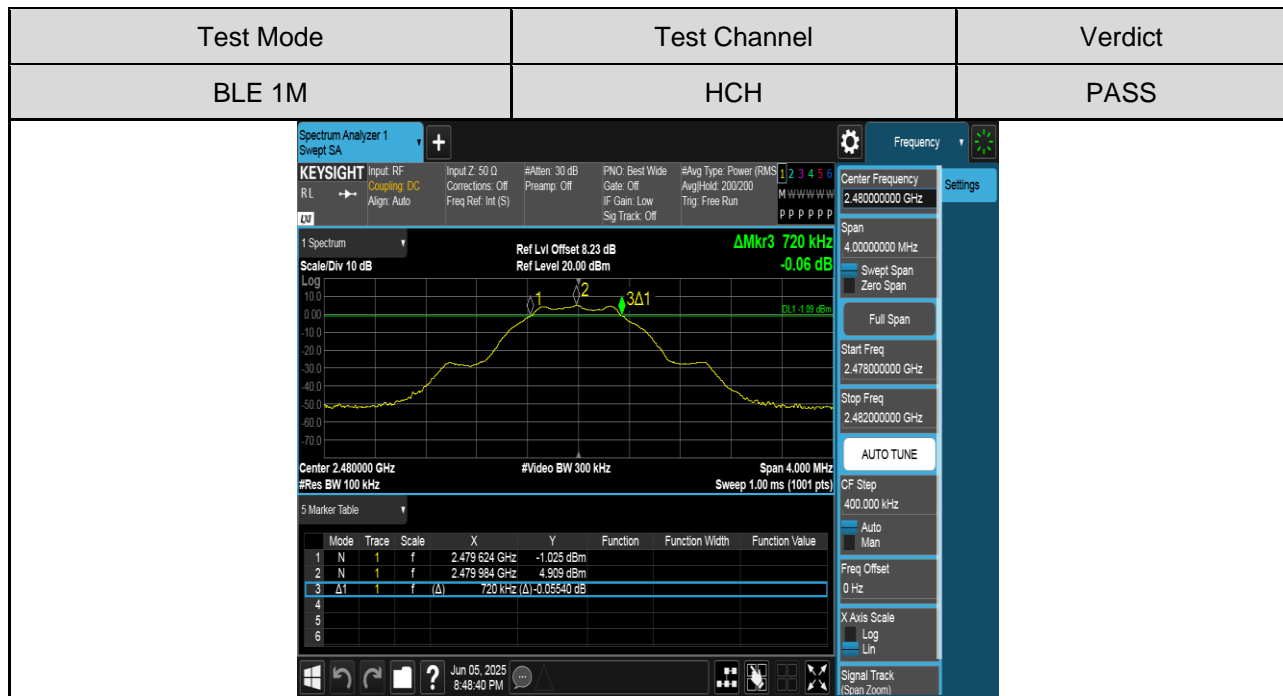 Test Mode Test Channel Verdict
BLE 1M HCH PASS
Spectrum Analyzer 1
Swept SA
+
Frequency
KEYSIGHT Input: RF Input Z: 50 Ω #Atten: 30 dB PNO: Best Wide #Avg Type: Power (RMS 1 2 3 4 5 6
RL Coupling: DC Corrections: Off Preamp: Off Gate: Off Avg|Hold: 200/200 M W W W W W
Align: Auto Freq Ref: Int (S) IF Gain: Low Trig: Free Run
LXI Sig Track: Off P P P P P P
Center Frequency
2.480000000 GHz
Settings
Span
4.00000000 MHz
Swept Span
Zero Span
Full Span
Start Freq
2.478000000 GHz
Stop Freq
2.482000000 GHz
AUTO TUNE
CF Step
400.000 kHz
Auto
Man
Freq Offset
0 Hz
X Axis Scale
Log
Lin
Signal Track
(Span Zoom)
1 Spectrum Ref Lvl Offset 8.23 dB ΔMkr3 720 kHz
Scale/Div 10 dB Ref Level 20.00 dBm -0.06 dB
Log
10.0
1 2 3Δ1
0.00 DL1 -1.09 dBm
-10.0
-20.0
-30.0
-40.0
-50.0
-60.0
-70.0
Center 2.480000 GHz #Video BW 300 kHz Span 4.000 MHz
#Res BW 100 kHz Sweep 1.00 ms (1001 pts)
5 Marker Table
Mode Trace Scale X Y Function Function Width Function Value
1 N 1 f 2.479 624 GHz -1.025 dBm
2 N 1 f 2.479 984 GHz 4.909 dBm
3 Δ1 1 f (Δ) 720 kHz (Δ) -0.05540 dB
4
5
6
? Jun 05, 2025
8:48:40 PM